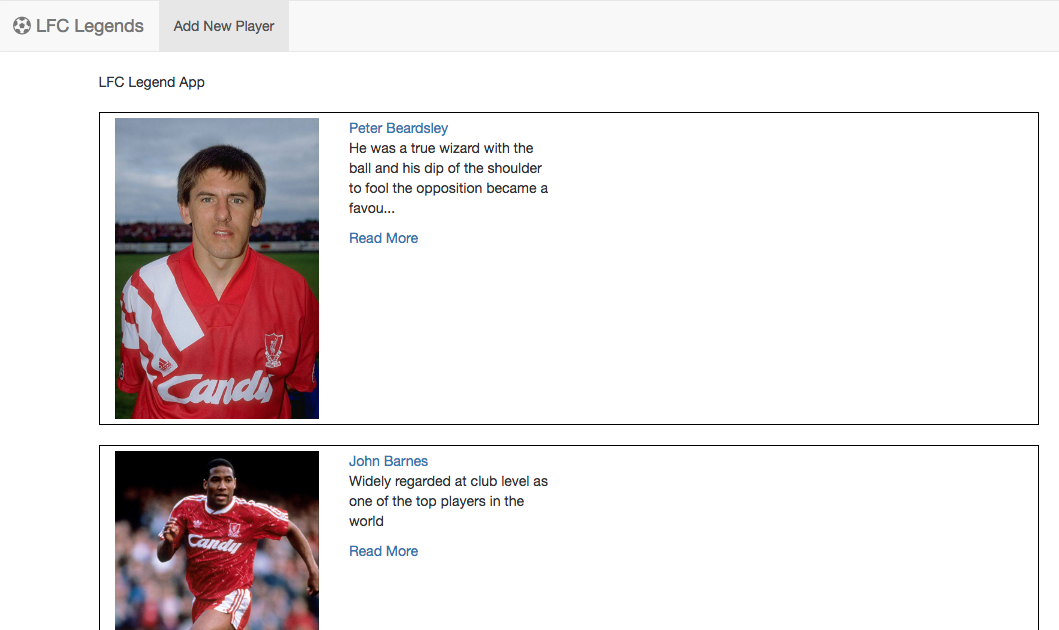 LFC Legends
Add New Player
LFC Legend App
Peter Beardsley
He was a true wizard with the
ball and his dip of the shoulder
to fool the opposition became a
favou...
Read More
Candy
John Barnes
Widely regarded at club level as
one of the top players in the
world
Read More
Candy